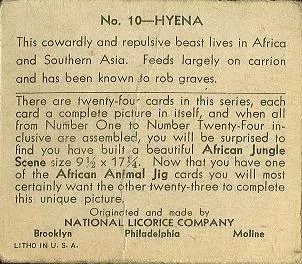 No. 10—HYENA
This cowardly and repulsive beast lives in Africa
and Southern Asia. Feeds largely on carrion
and has been known to rob graves.
There are twenty-four cards in this series, each
card a complete picture in itself, and when all
from Number One to Number Twenty-Four in-
clusive are assembled, you will be surprised to
find you have built a beautiful African Jungle
Scene size 9½ x 17¼. Now that you have one
of the African Animal Jig cards you will most
certainly want the other twenty-three to complete
this unique picture.
Originated and made by
NATIONAL LICORICE COMPANY
Brooklyn Philadelphia Moline
LITHO IN U. S. A.